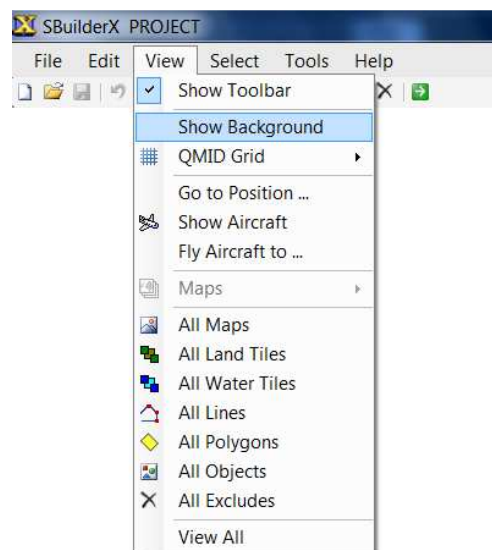 SBuilderX PROJECT
File Edit View Select Tools Help
Show Toolbar
Show Background
QMID Grid
Go to Position ...
Show Aircraft
Fly Aircraft to ...
Maps
All Maps
All Land Tiles
All Water Tiles
All Lines
All Polygons
All Objects
All Excludes
View All